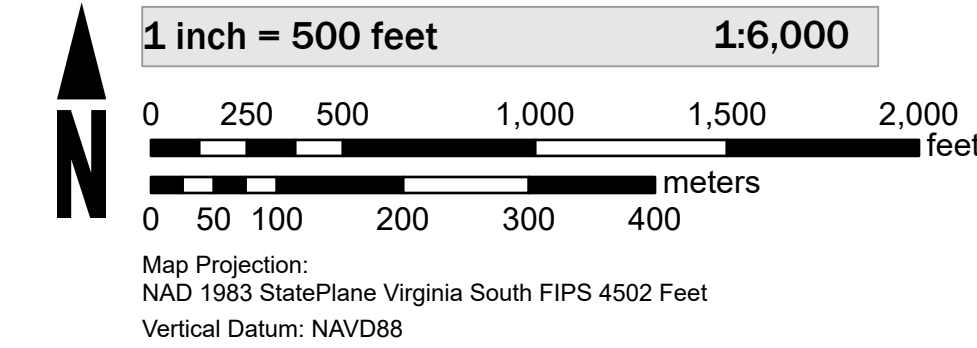 1 inch = 500 feet 1:6,000
0 250 500 1,000 1,500 2,000
feet
N
meters
0 50 100 200 300 400
Map Projection:
NAD 1983 StatePlane Virginia South FIPS 4502 Feet
Vertical Datum: NAVD88